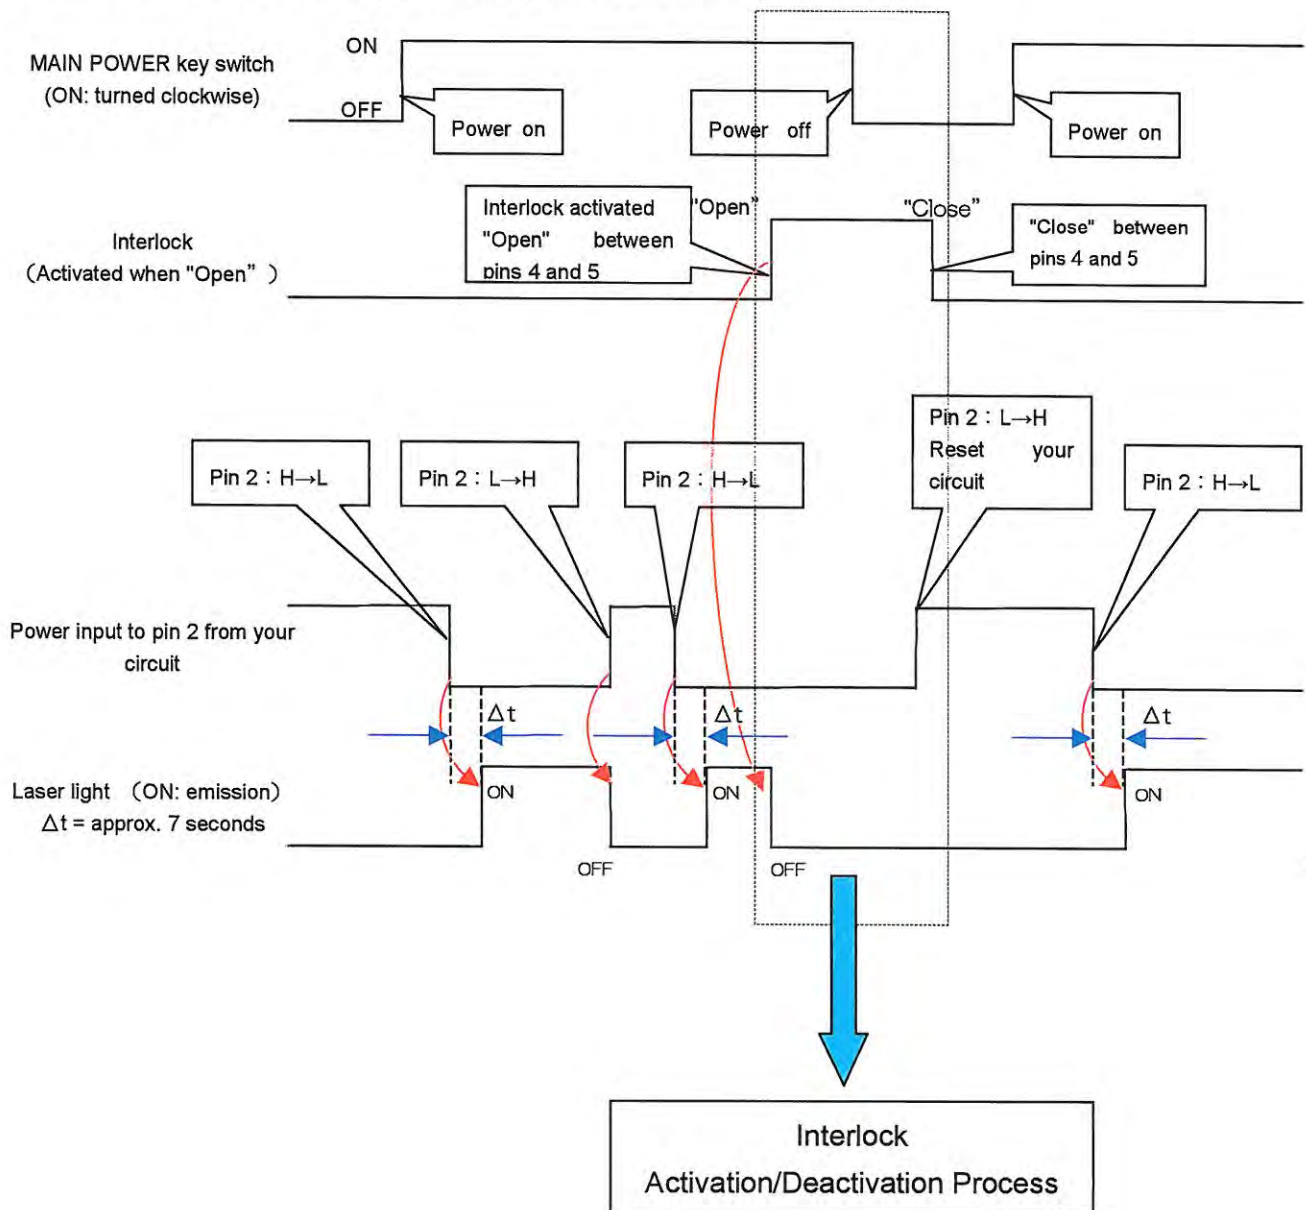 ON
MAIN POWER key switch
(ON: turned clockwise)
OFF
Power on
Power off
Power on
Interlock activated
"Open" between
pins 4 and 5
"Open"
"Close"
"Close" between
pins 4 and 5
Interlock
(Activated when "Open" )
Pin 2 : H→L
Pin 2 : L→H
Pin 2 : H→L
Pin 2 : L→H
Reset your
circuit
Pin 2 : H→L
Power input to pin 2 from your
circuit
Δt
Δt
Δt
Laser light (ON: emission)
Δt = approx. 7 seconds
ON
ON
ON
OFF
OFF
Interlock
Activation/Deactivation Process